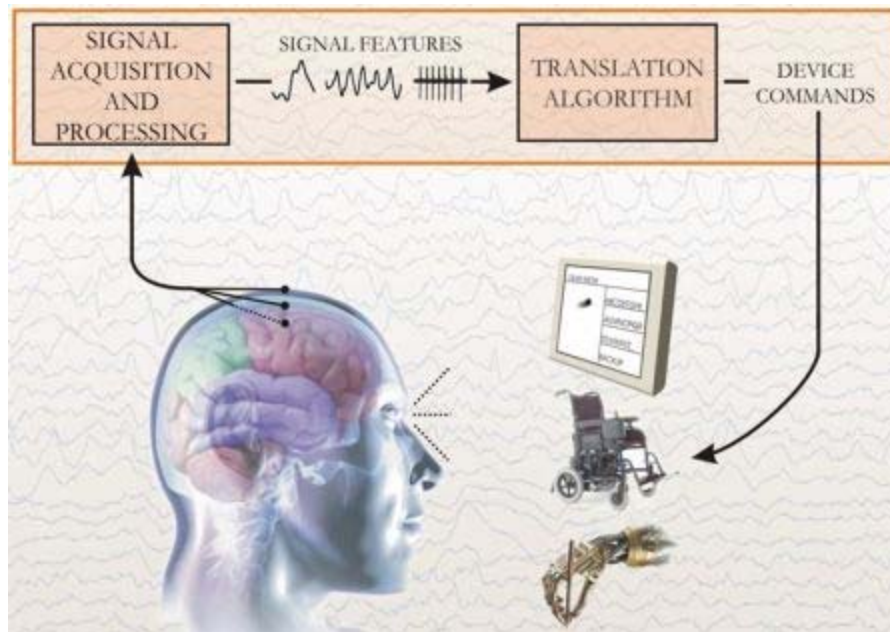 SIGNAL
ACQUISITION
AND
PROCESSING
SIGNAL FEATURES
TRANSLATION
ALGORITHM
DEVICE
COMMANDS